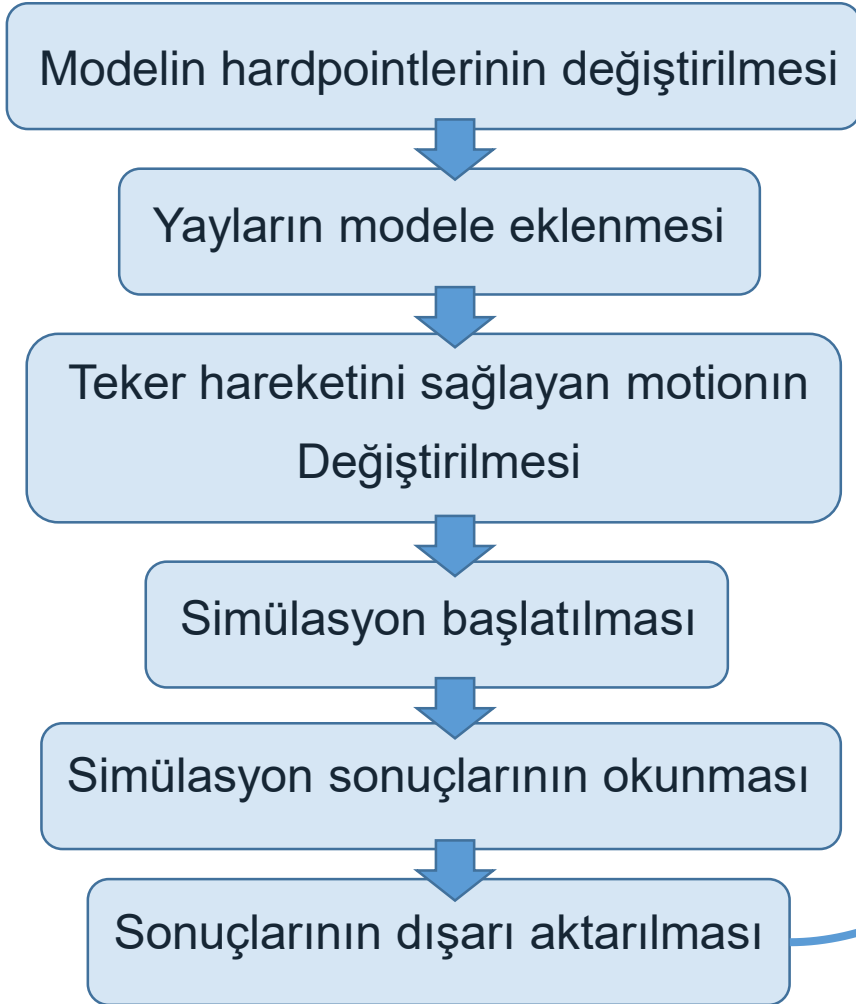 Modelin hardpointlerinin değiştirilmesi
Yayların modele eklenmesi
Teker hareketini sağlayan motionın
Değiştirilmesi
Simülasyon başlatılması
Simülasyon sonuçlarının okunması
Sonuçlarının dışarı aktarılması